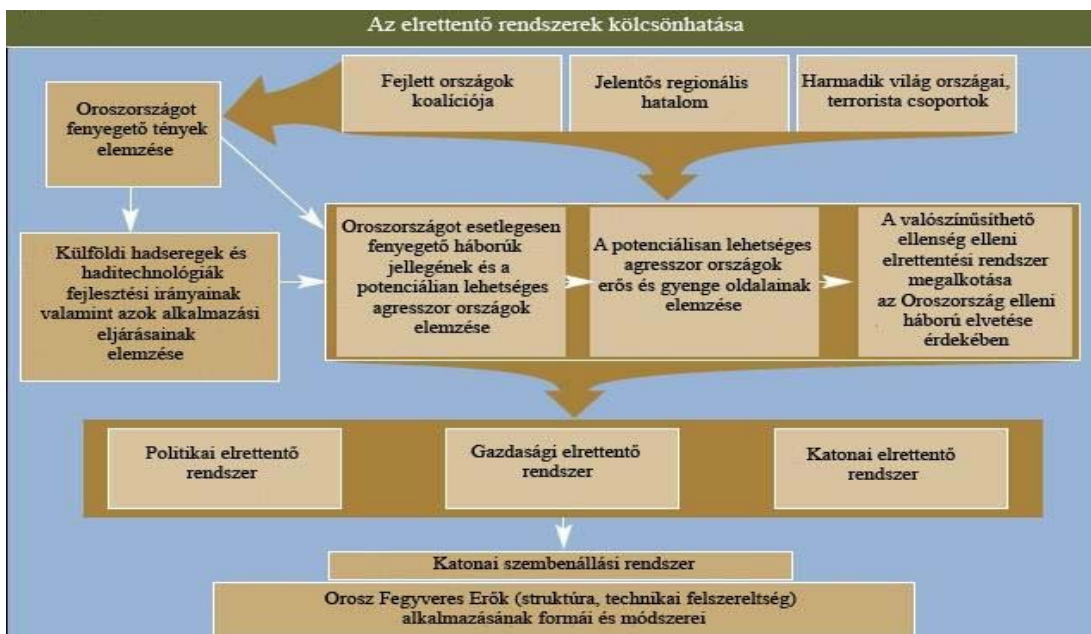 Az elrettentő rendszerek kölcsönhatása
Fejlett országok
koalíciója
Jelentős regionális
hatalom
Harmadik világ országai,
terrorista csoportok
Oroszországot
fenyegető tények
elemzése
Külföldi hadseregek és
haditechnológiák
fejlesztési irányainak
valamint azok alkalmazási
eljárásainak
elemzése
Oroszországot esetlegesen
fenyegető háborúk
jellegének és a
potenciálian lehetséges
agresszor országok
elemzése
A potenciálisan lehetséges
agresszor országok
erős és gyenge oldalainak
elemzése
A valószínűsíthető
ellenség elleni
elrettentési rendszer
megalkotása
az Oroszország elleni
háború elvetése
érdekében
Politikai elrettentő
rendszer
Gazdasági elrettentő
rendszer
Katonai elrettentő
rendszer
Katonai szembenállási rendszer
Orosz Fegyveres Erők (struktúra, technikai felszereltség)
alkalmazásának formái és módszerei